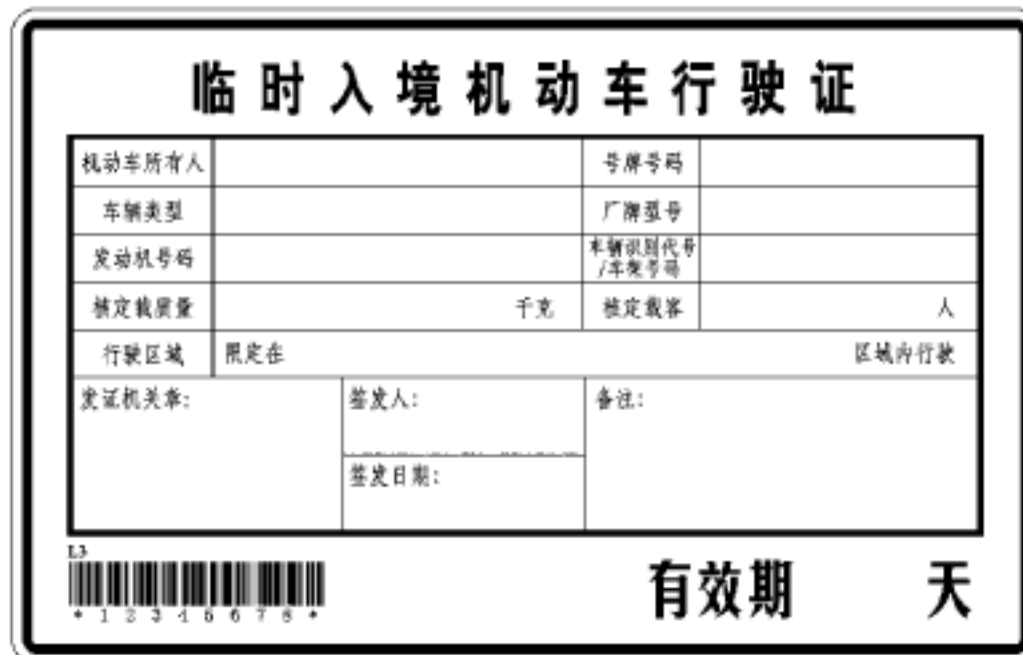 临时入境机动车行驶证
机动车所有人 号牌号码
车辆类型 厂牌型号
发动机号码 车辆识别代号
/车架号码
核定载质量 千克 核定载客 人
行驶区域 限定在 区域内行驶
发证机关章: 签发人: 备注:
签发日期:
L3
*12345678*
有效期 天